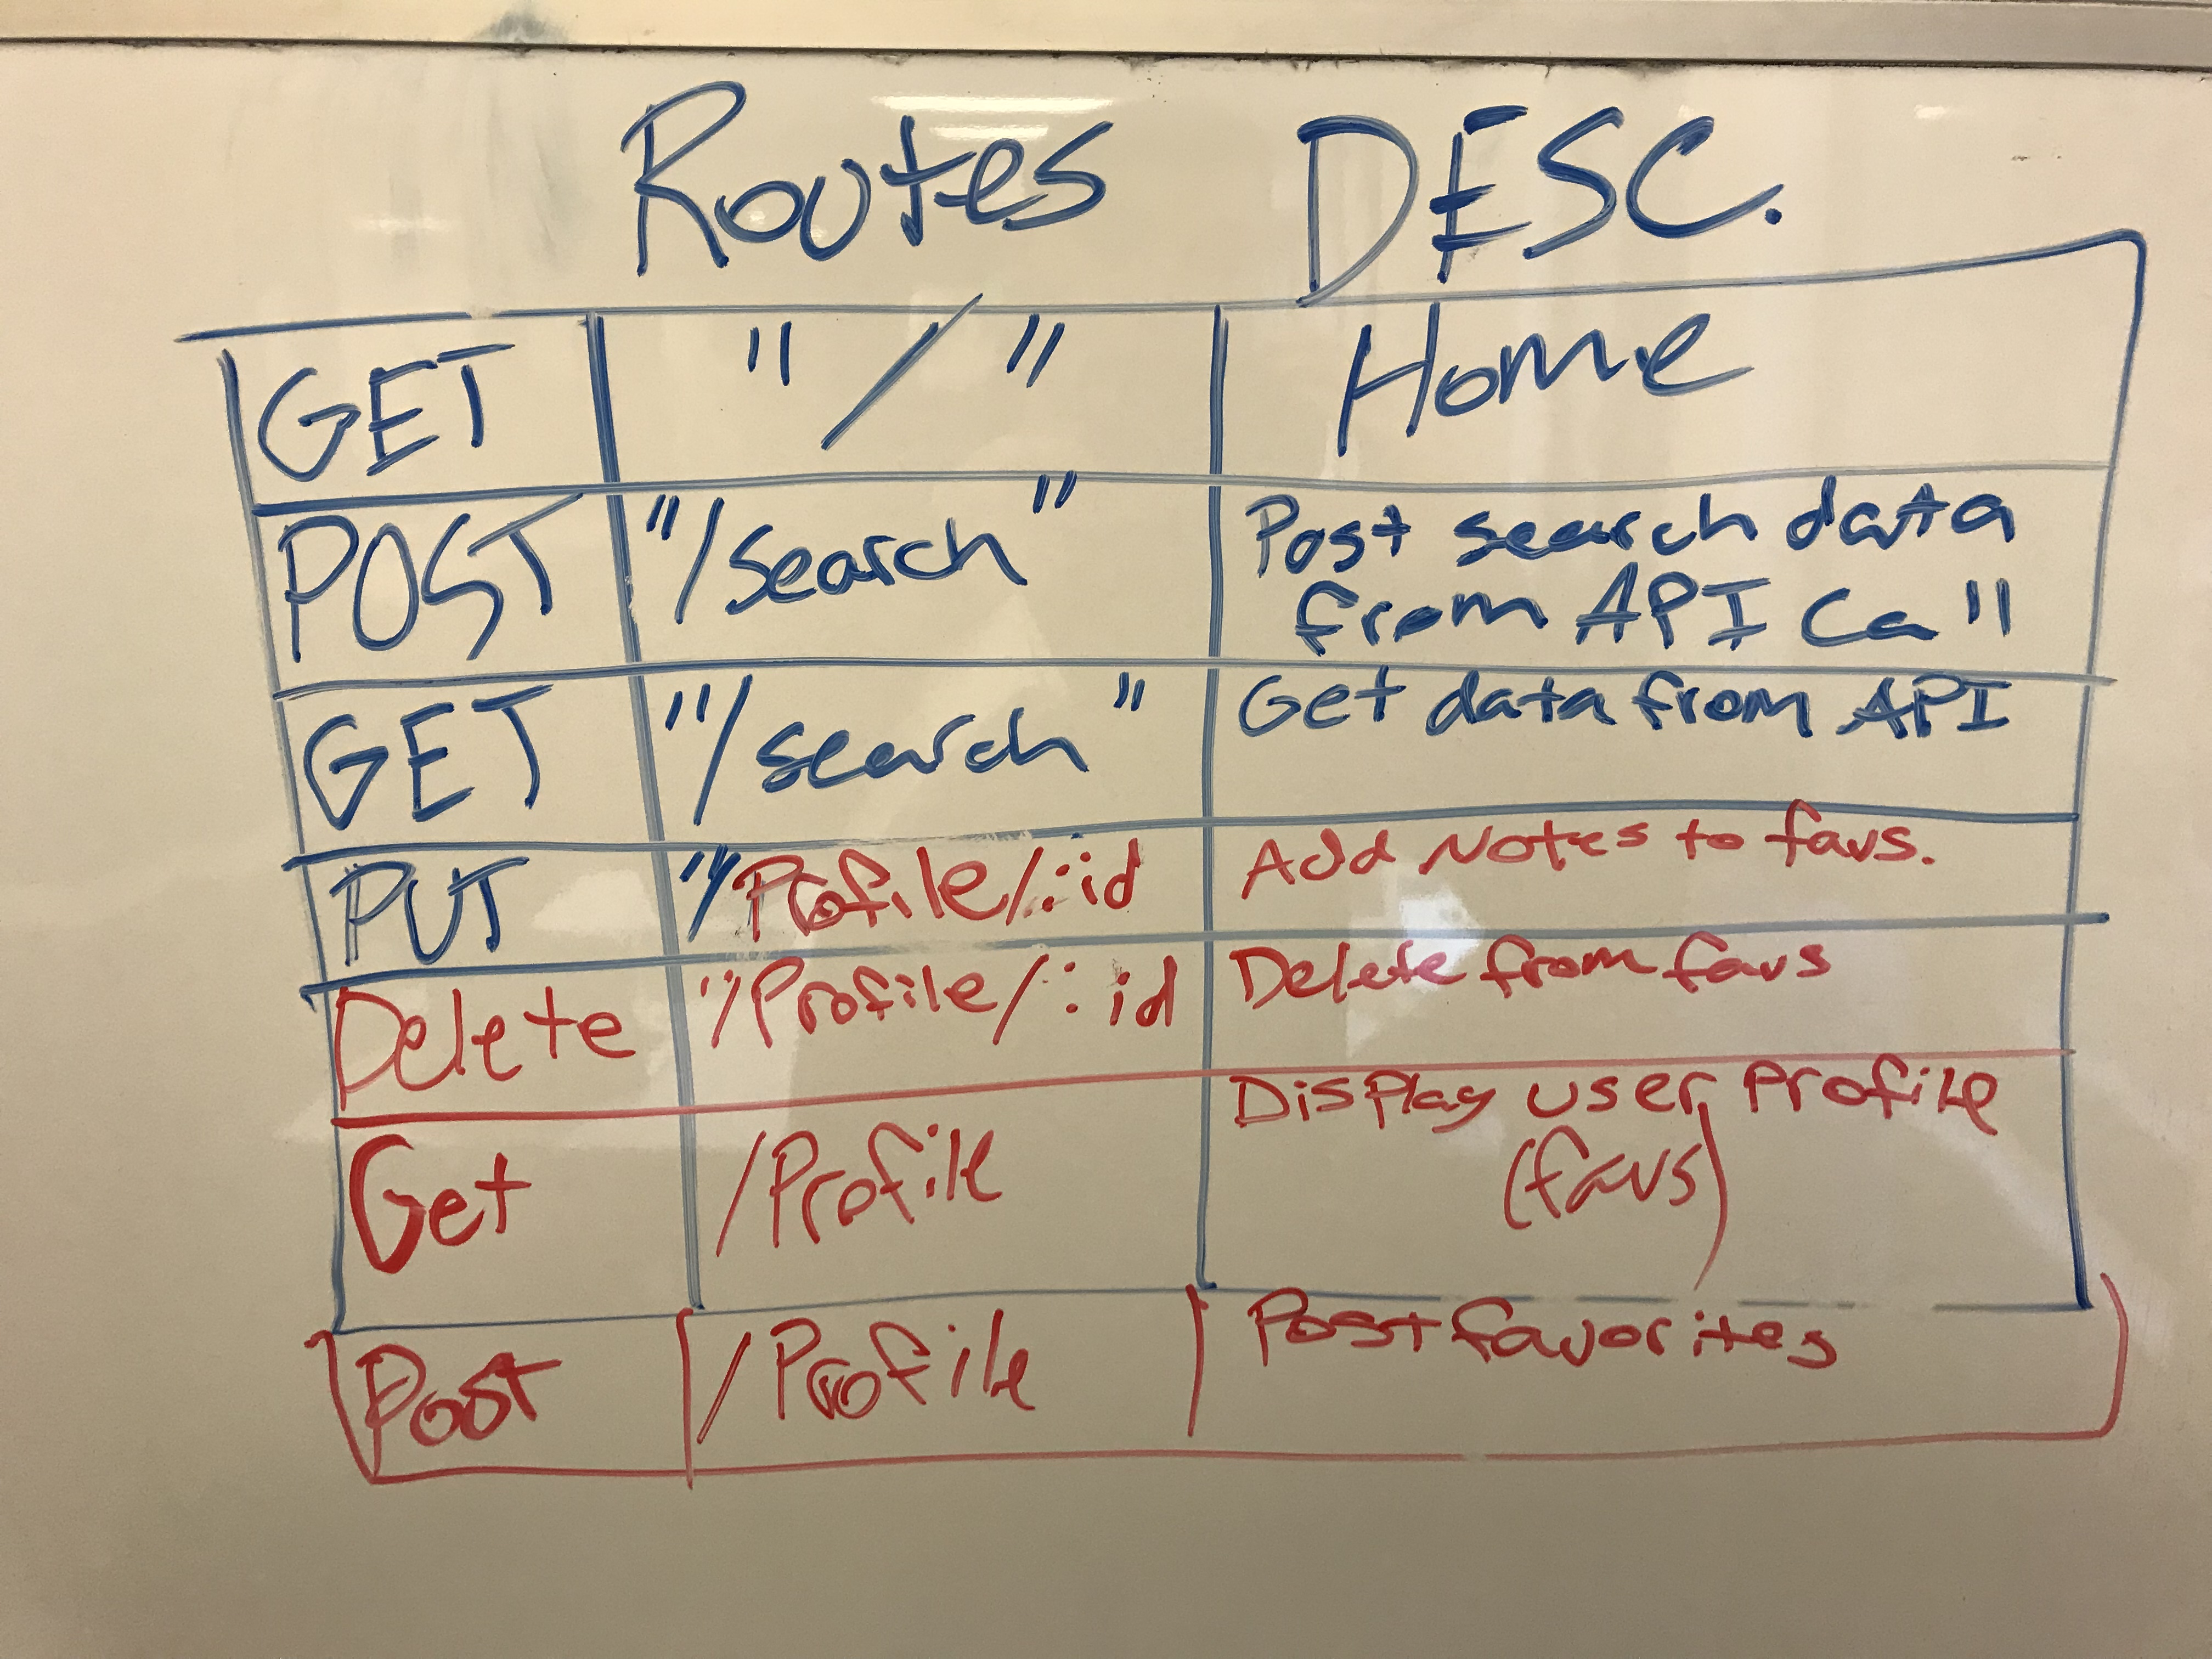 Routes DESC.
GET "/" Home
POST "/search" Post search data
from API Call
GET "/search" Get data from API
PUT "/Profile/:id Add Notes to favs.
Delete "/Profile/:id Delete from favs
Get /Profile Display user Profile
(favs)
Post /Profile Post favorites